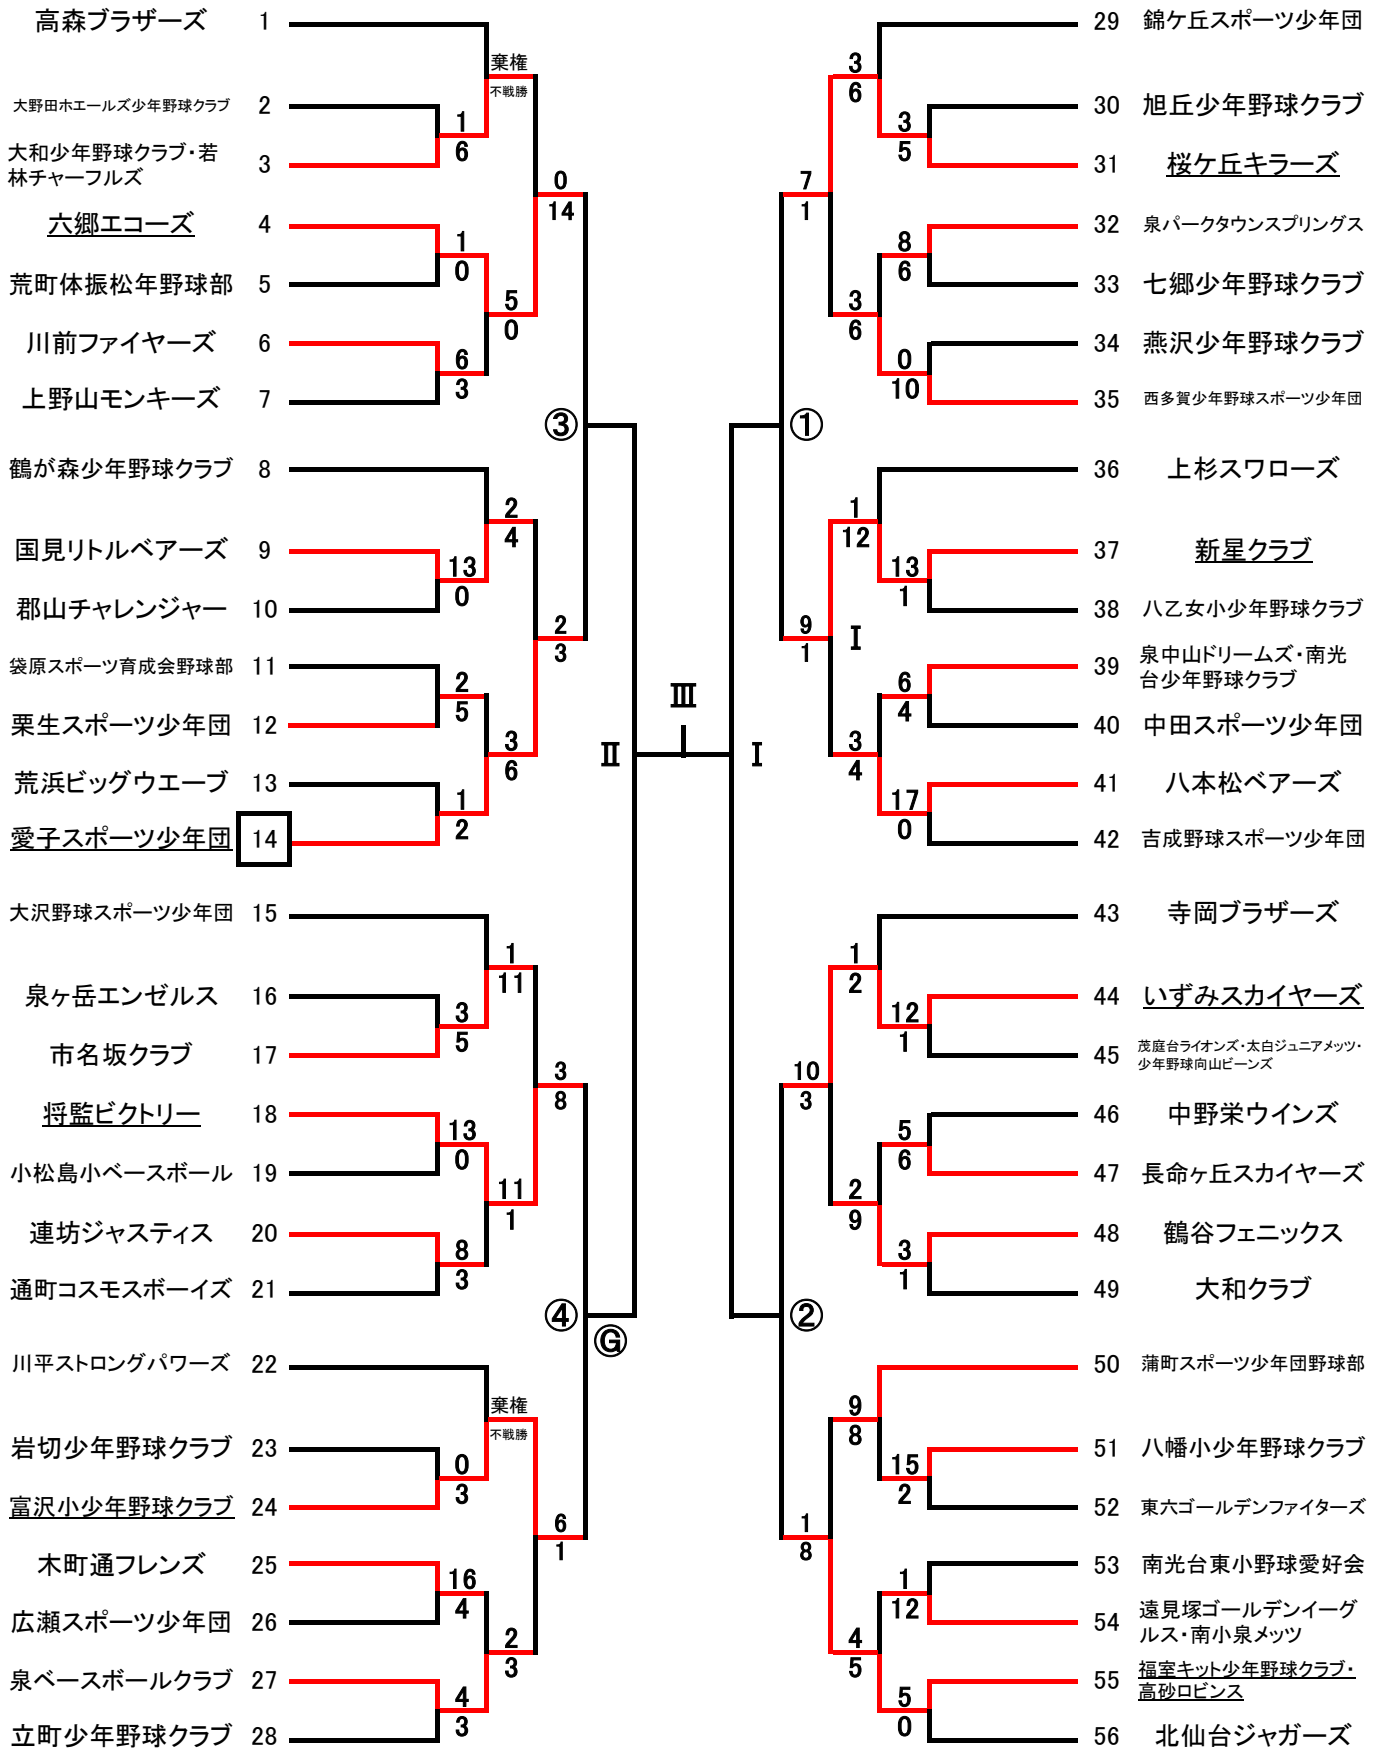 高森ブラザーズ 1
棄権
不戦勝
大野田ホエールズ少年野球クラブ 2
1
6
大和少年野球クラブ・若
林チャーフルズ 3
0
14
六郷エコーズ 4
1
0
荒町体振松年野球部 5
5
0
川前ファイヤーズ 6
6
3
上野山モンキーズ 7
③
鶴が森少年野球クラブ 8
2
4
国見リトルベアーズ 9
13
0
郡山チャレンジャー 10
2
3
袋原スポーツ育成会野球部 11
2
5
栗生スポーツ少年団 12
3
6
荒浜ビッグウエーブ 13
1
2
愛子スポーツ少年団 14
大沢野球スポーツ少年団 15
1
11
泉ヶ岳エンゼルス 16
3
5
市名坂クラブ 17
3
8
将監ビクトリー 18
13
0
小松島小ベースボール 19
11
1
連坊ジャスティス 20
8
3
通町コスモスボーイズ 21
④
Ⓖ
川平ストロングパワーズ 22
棄権
不戦勝
岩切少年野球クラブ 23
0
3
富沢小少年野球クラブ 24
6
1
木町通フレンズ 25
16
4
広瀬スポーツ少年団 26
2
3
泉ベースボールクラブ 27
4
3
立町少年野球クラブ 28
Ⅱ
Ⅲ
Ⅰ
29 錦ケ丘スポーツ少年団
3
6
30 旭丘少年野球クラブ
3
5
31 桜ケ丘キラーズ
7
1
32 泉パークタウンスプリングス
8
6
33 七郷少年野球クラブ
3
6
34 燕沢少年野球クラブ
0
10
35 西多賀少年野球スポーツ少年団
①
36 上杉スワローズ
1
12
37 新星クラブ
13
1
38 八乙女小少年野球クラブ
9
1
Ⅰ
39 泉中山ドリームズ・南光
台少年野球クラブ
6
4
40 中田スポーツ少年団
3
4
41 八本松ベアーズ
17
0
42 吉成野球スポーツ少年団
43 寺岡ブラザーズ
1
2
44 いずみスカイヤーズ
12
1
45 茂庭台ライオンズ・太白ジュニアメッツ・
少年野球向山ビーンズ
10
3
46 中野栄ウインズ
5
6
47 長命ヶ丘スカイヤーズ
2
9
48 鶴谷フェニックス
3
1
49 大和クラブ
②
50 蒲町スポーツ少年団野球部
9
8
51 八幡小少年野球クラブ
15
2
52 東六ゴールデンファイターズ
1
8
53 南光台東小野球愛好会
1
12
54 遠見塚ゴールデンイーグ
ルス・南小泉メッツ
4
5
55 福室キット少年野球クラブ・
高砂ロビンス
5
0
56 北仙台ジャガーズ